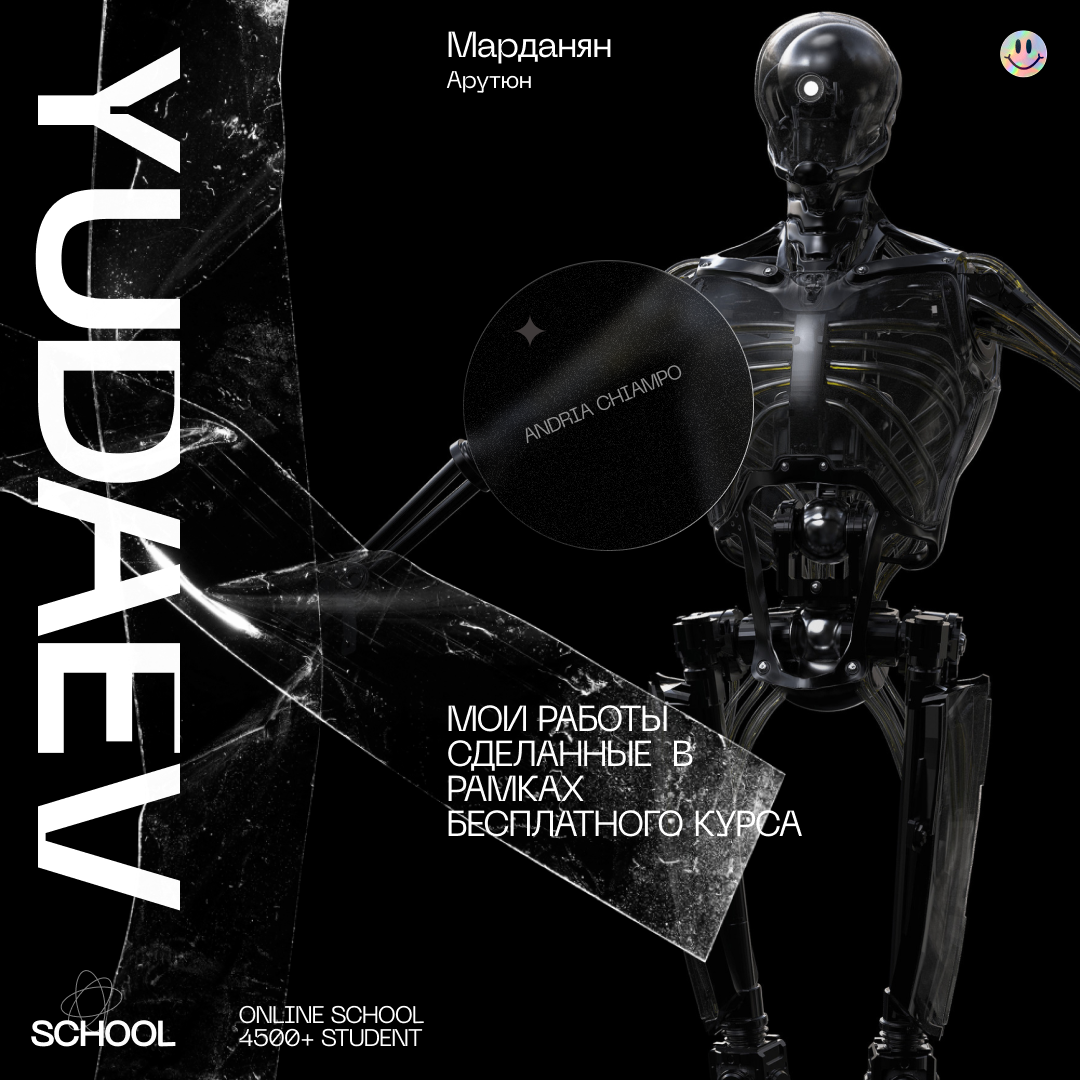 YUDAEV
Марданян
Арутюн
ANDRIA CHIAMPO
МОИ РАБОТЫ
СДЕЛАННЫЕ В
РАМКАХ
БЕСПЛАТНОГО КУРСА
SCHOOL
ONLINE SCHOOL
4500+ STUDENT